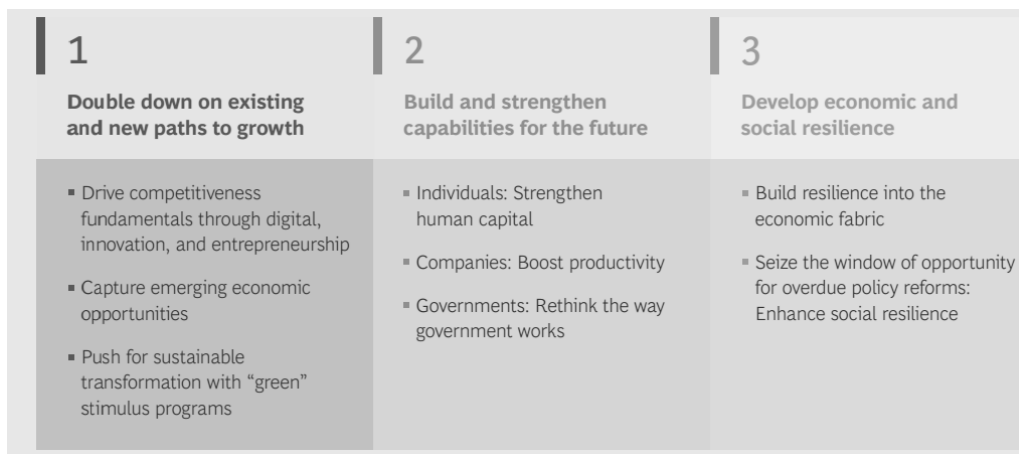 1
Double down on existing
and new paths to growth
▪ Drive competitiveness
fundamentals through digital,
innovation, and entrepreneurship
▪ Capture emerging economic
opportunities
▪ Push for sustainable
transformation with “green”
stimulus programs
2
Build and strengthen
capabilities for the future
▪ Individuals: Strengthen
human capital
▪ Companies: Boost productivity
▪ Governments: Rethink the way
government works
3
Develop economic and
social resilience
▪ Build resilience into the
economic fabric
▪ Seize the window of opportunity
for overdue policy reforms:
Enhance social resilience